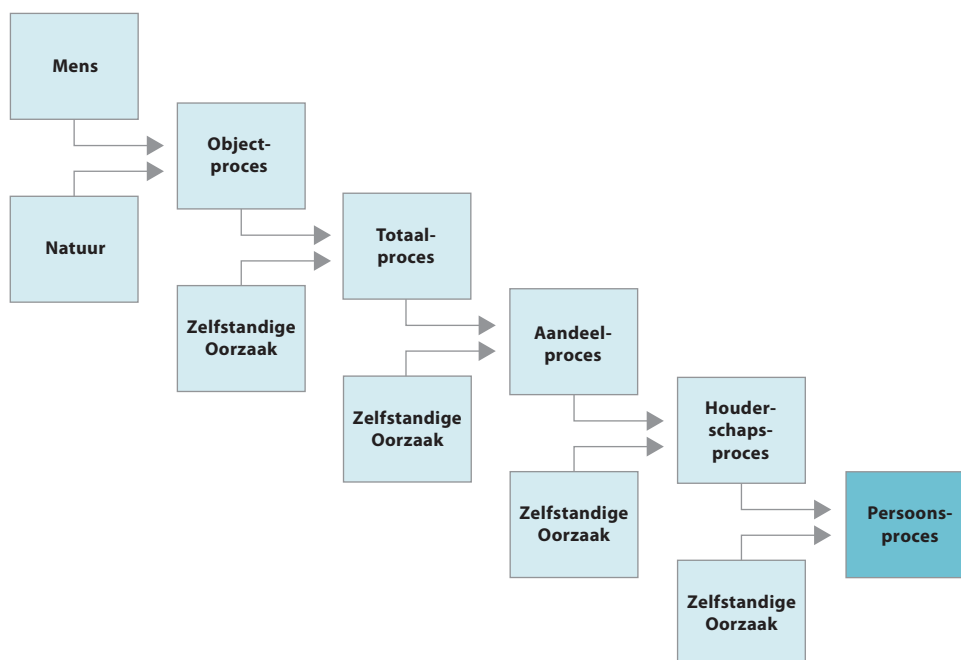 Mens
Object-
proces
Natuur
Totaal-
proces
Zelfstandige
Oorzaak
Aandeel-
proces
Zelfstandige
Oorzaak
Houder-
schaps-
proces
Zelfstandige
Oorzaak
Persoons-
proces
Zelfstandige
Oorzaak